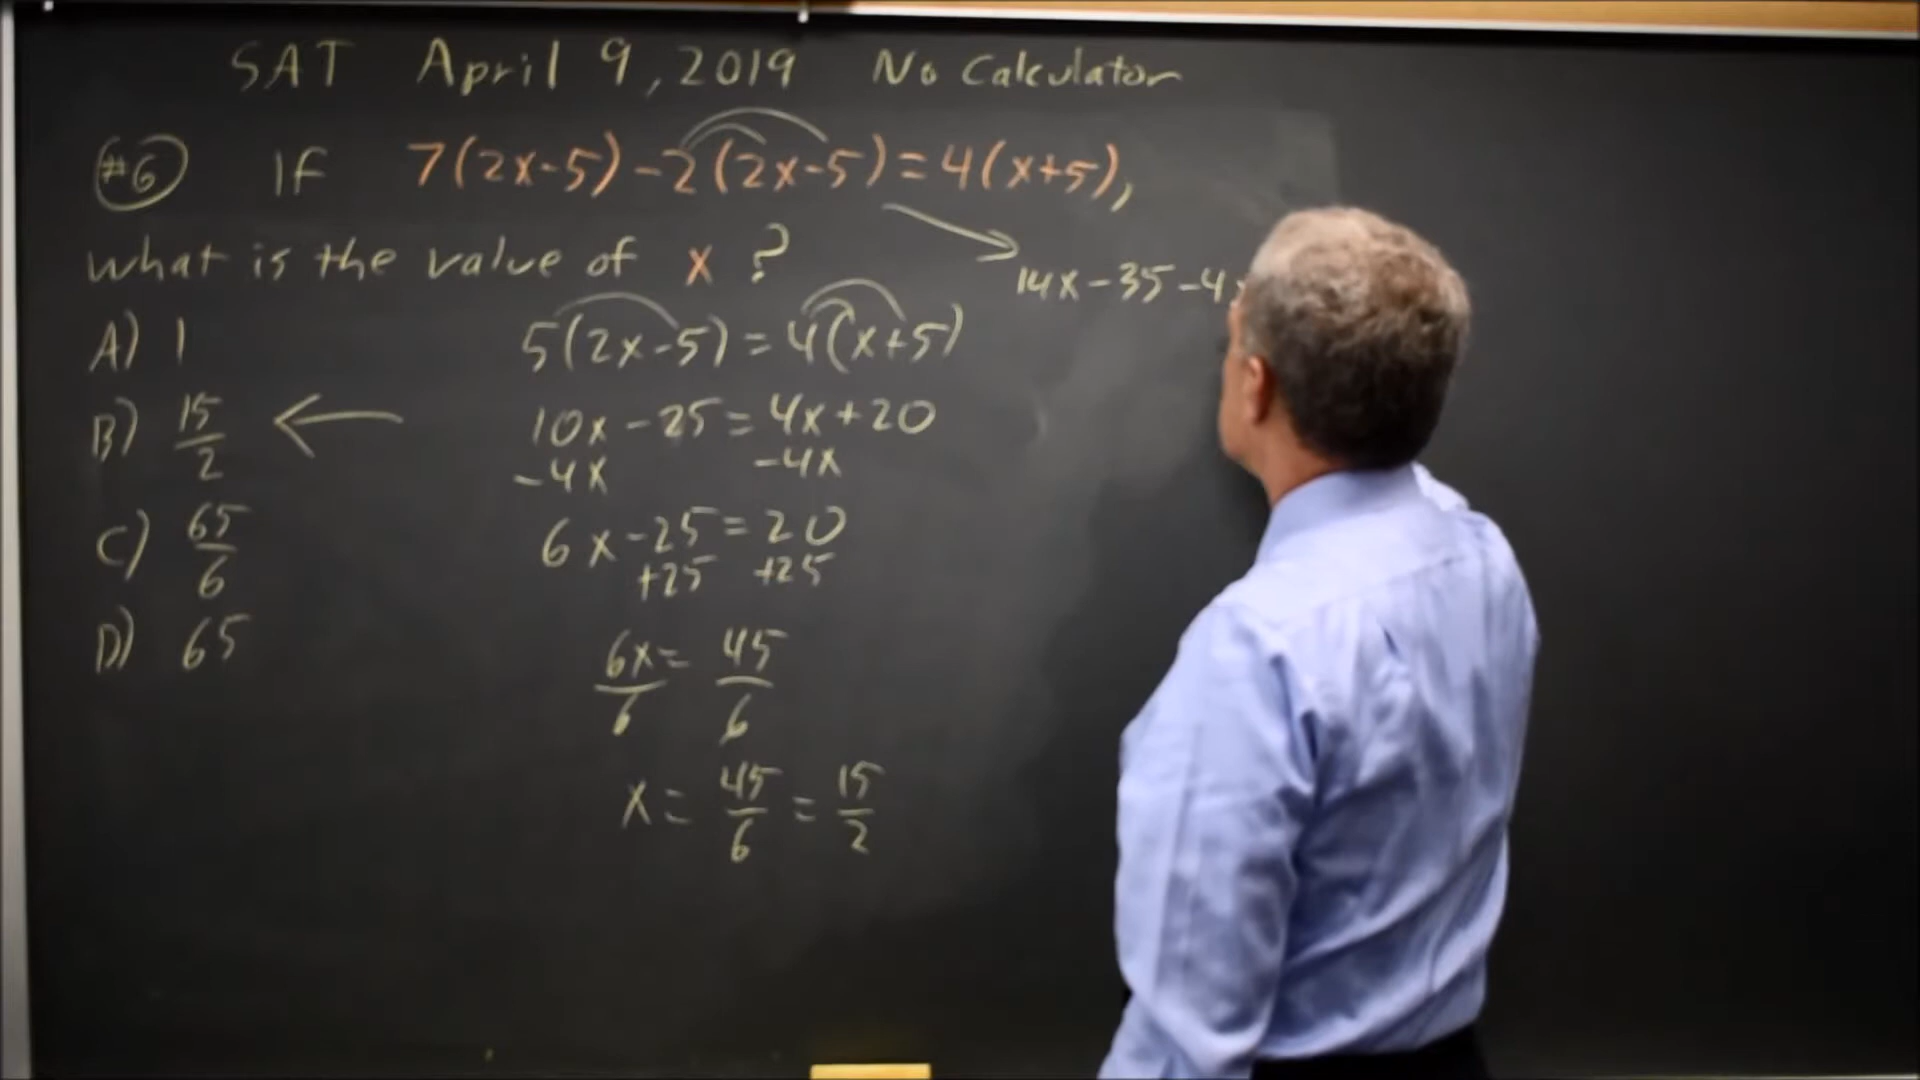 SAT April 9, 2019 No Calculator
#6 If 7(2x-5)-2(2x-5)=4(x+5),
what is the value of x ?
14x-35-4
A) 1
5(2x-5)=4(x+5)
B) 15/2
10x-25=4x+20
-4x -4x
C) 65/6
6x-25=20
+25 +25
D) 65
6x/6=45/6
x=45/6=15/2